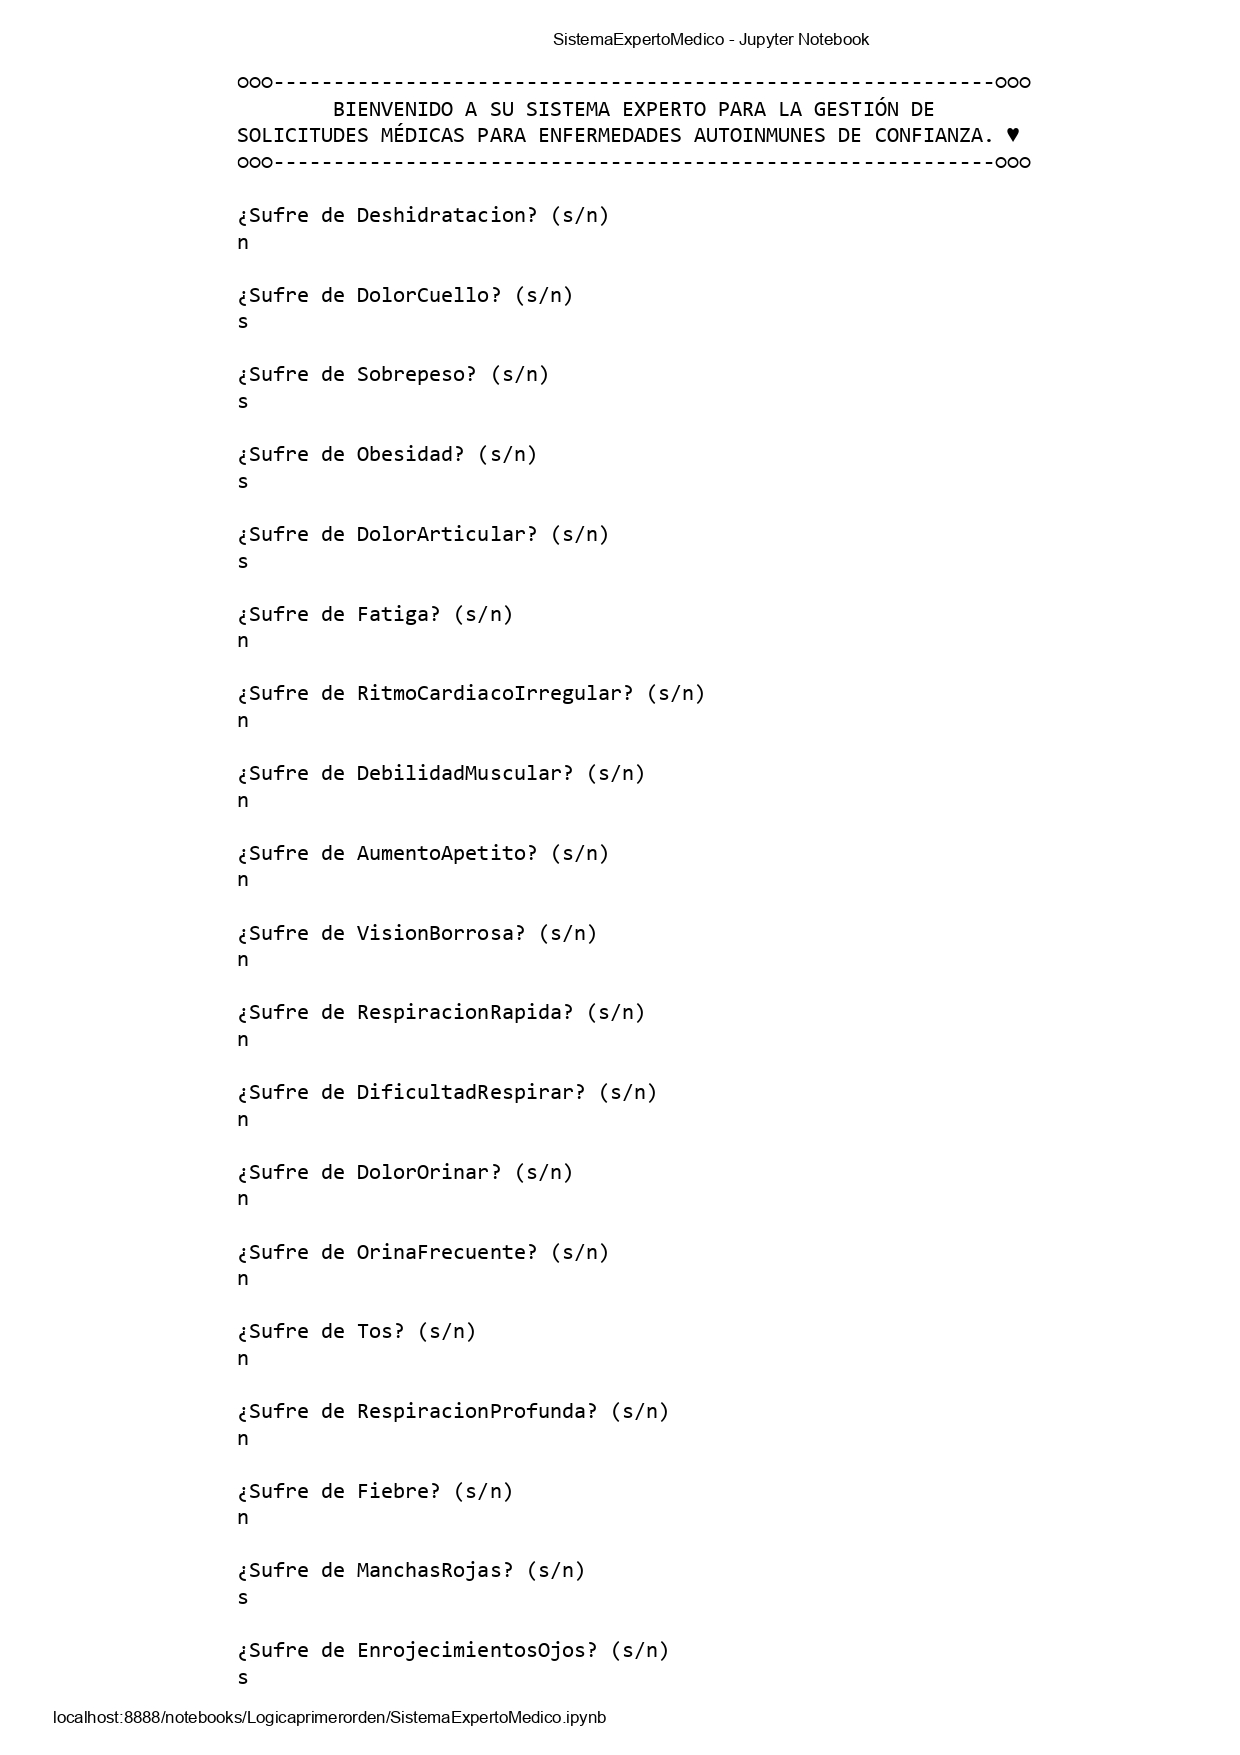 SistemaExpertoMedico - Jupyter Notebook
ooo------------------------------------------------------------ooo
BIENVENIDO A SU SISTEMA EXPERTO PARA LA GESTIÓN DE
SOLICITUDES MÉDICAS PARA ENFERMEDADES AUTOINMUNES DE CONFIANZA. ♥
ooo------------------------------------------------------------ooo
¿Sufre de Deshidratacion? (s/n)
n
¿Sufre de DolorCuello? (s/n)
s
¿Sufre de Sobrepeso? (s/n)
s
¿Sufre de Obesidad? (s/n)
s
¿Sufre de DolorArticular? (s/n)
s
¿Sufre de Fatiga? (s/n)
n
¿Sufre de RitmoCardiacoIrregular? (s/n)
n
¿Sufre de DebilidadMuscular? (s/n)
n
¿Sufre de AumentoApetito? (s/n)
n
¿Sufre de VisionBorrosa? (s/n)
n
¿Sufre de RespiracionRapida? (s/n)
n
¿Sufre de DificultadRespirar? (s/n)
n
¿Sufre de DolorOrinar? (s/n)
n
¿Sufre de OrinaFrecuente? (s/n)
n
¿Sufre de Tos? (s/n)
n
¿Sufre de RespiracionProfunda? (s/n)
n
¿Sufre de Fiebre? (s/n)
n
¿Sufre de ManchasRojas? (s/n)
s
¿Sufre de EnrojecimientosOjos? (s/n)
s
localhost:8888/notebooks/Logicaprimerorden/SistemaExpertoMedico.ipynb